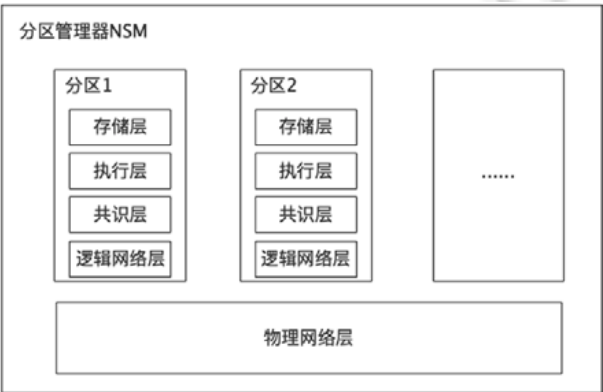 分区管理器NSM
分区1
存储层
执行层
共识层
逻辑网络层
分区2
存储层
执行层
共识层
逻辑网络层
……
物理网络层